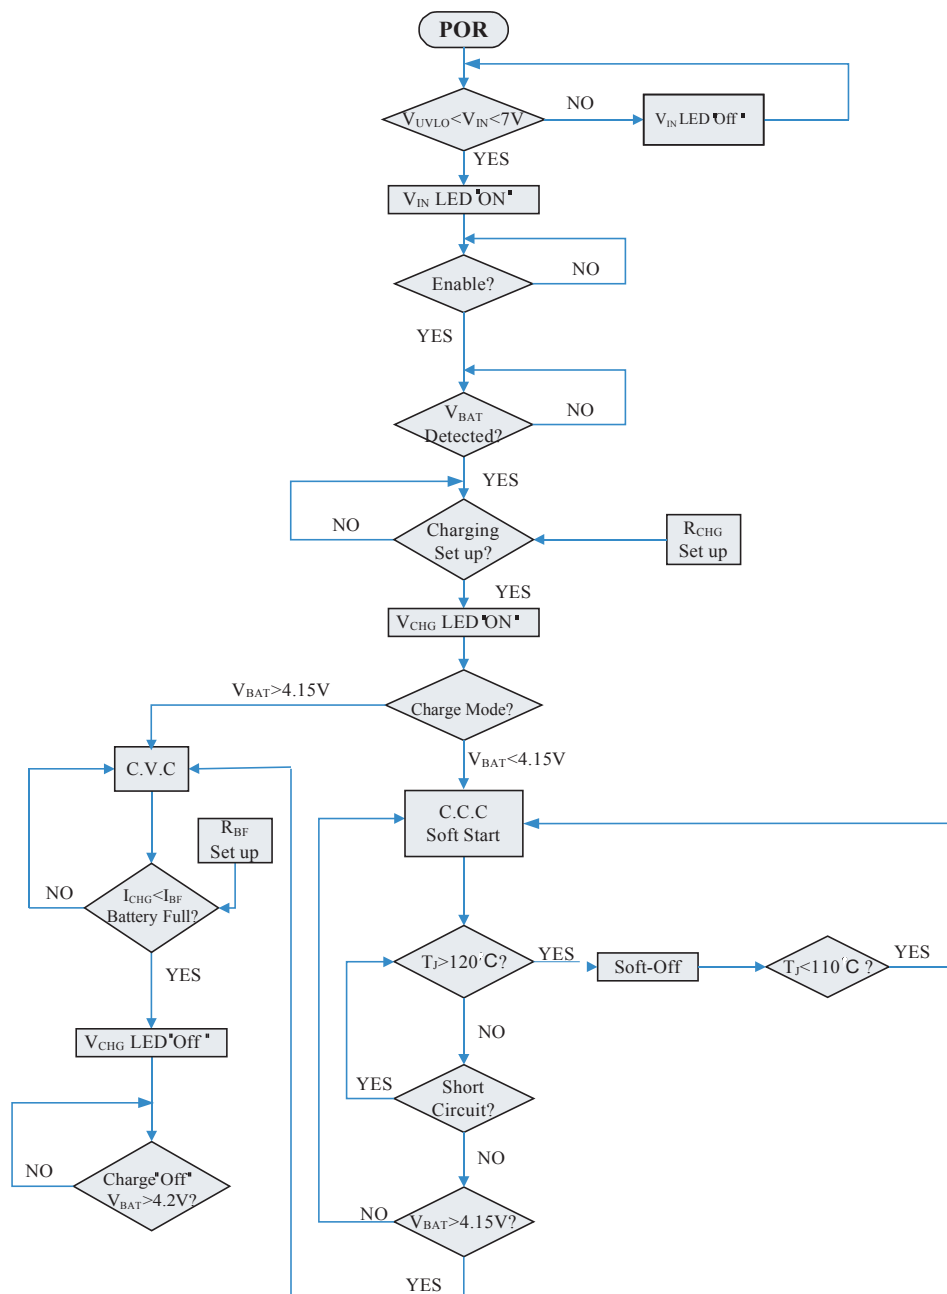 POR
VUVLO<VIN<7V
NO
VIN LED"Off"
YES
VIN LED"ON"
Enable?
NO
YES
VBAT
Detected?
NO
YES
NO
Charging
Set up?
RCHG
Set up
YES
VCHG LED"ON"
VBAT>4.15V
Charge Mode?
VBAT<4.15V
C.V.C
C.C.C
Soft Start
RBF
Set up
NO
ICHG<IBF
Battery Full?
YES
TJ>120℃?
YES
Soft-Off
TJ<110℃ ?
YES
NO
VCHG LED"Off"
YES
Short
Circuit?
NO
NO
Charge"Off"
VBAT>4.2V?
NO
VBAT>4.15V?
YES